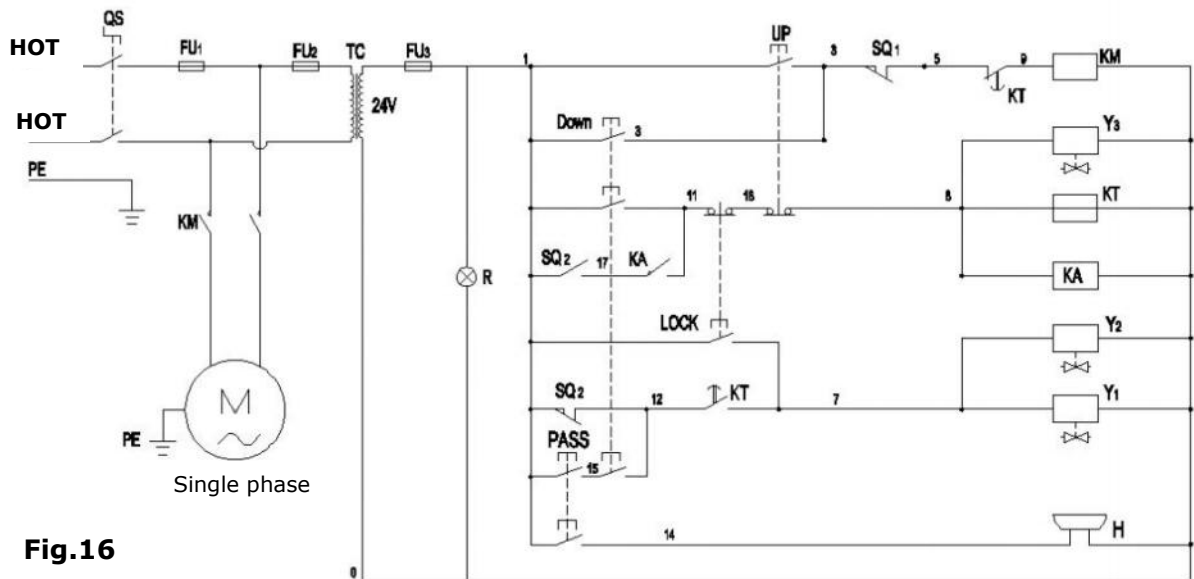 QS
UP
HOT
FU1
FU2
TC
FU3
1
3
SQ1
5
9
KM
KT
24V
HOT
Down
3
Y3
PE
11
16
8
KT
KM
SQ2
17
KA
KA
R
LOCK
Y2
SQ2
12
KT
7
Y1
M
PASS
PE
15
Single phase
14
H
Fig.16
0